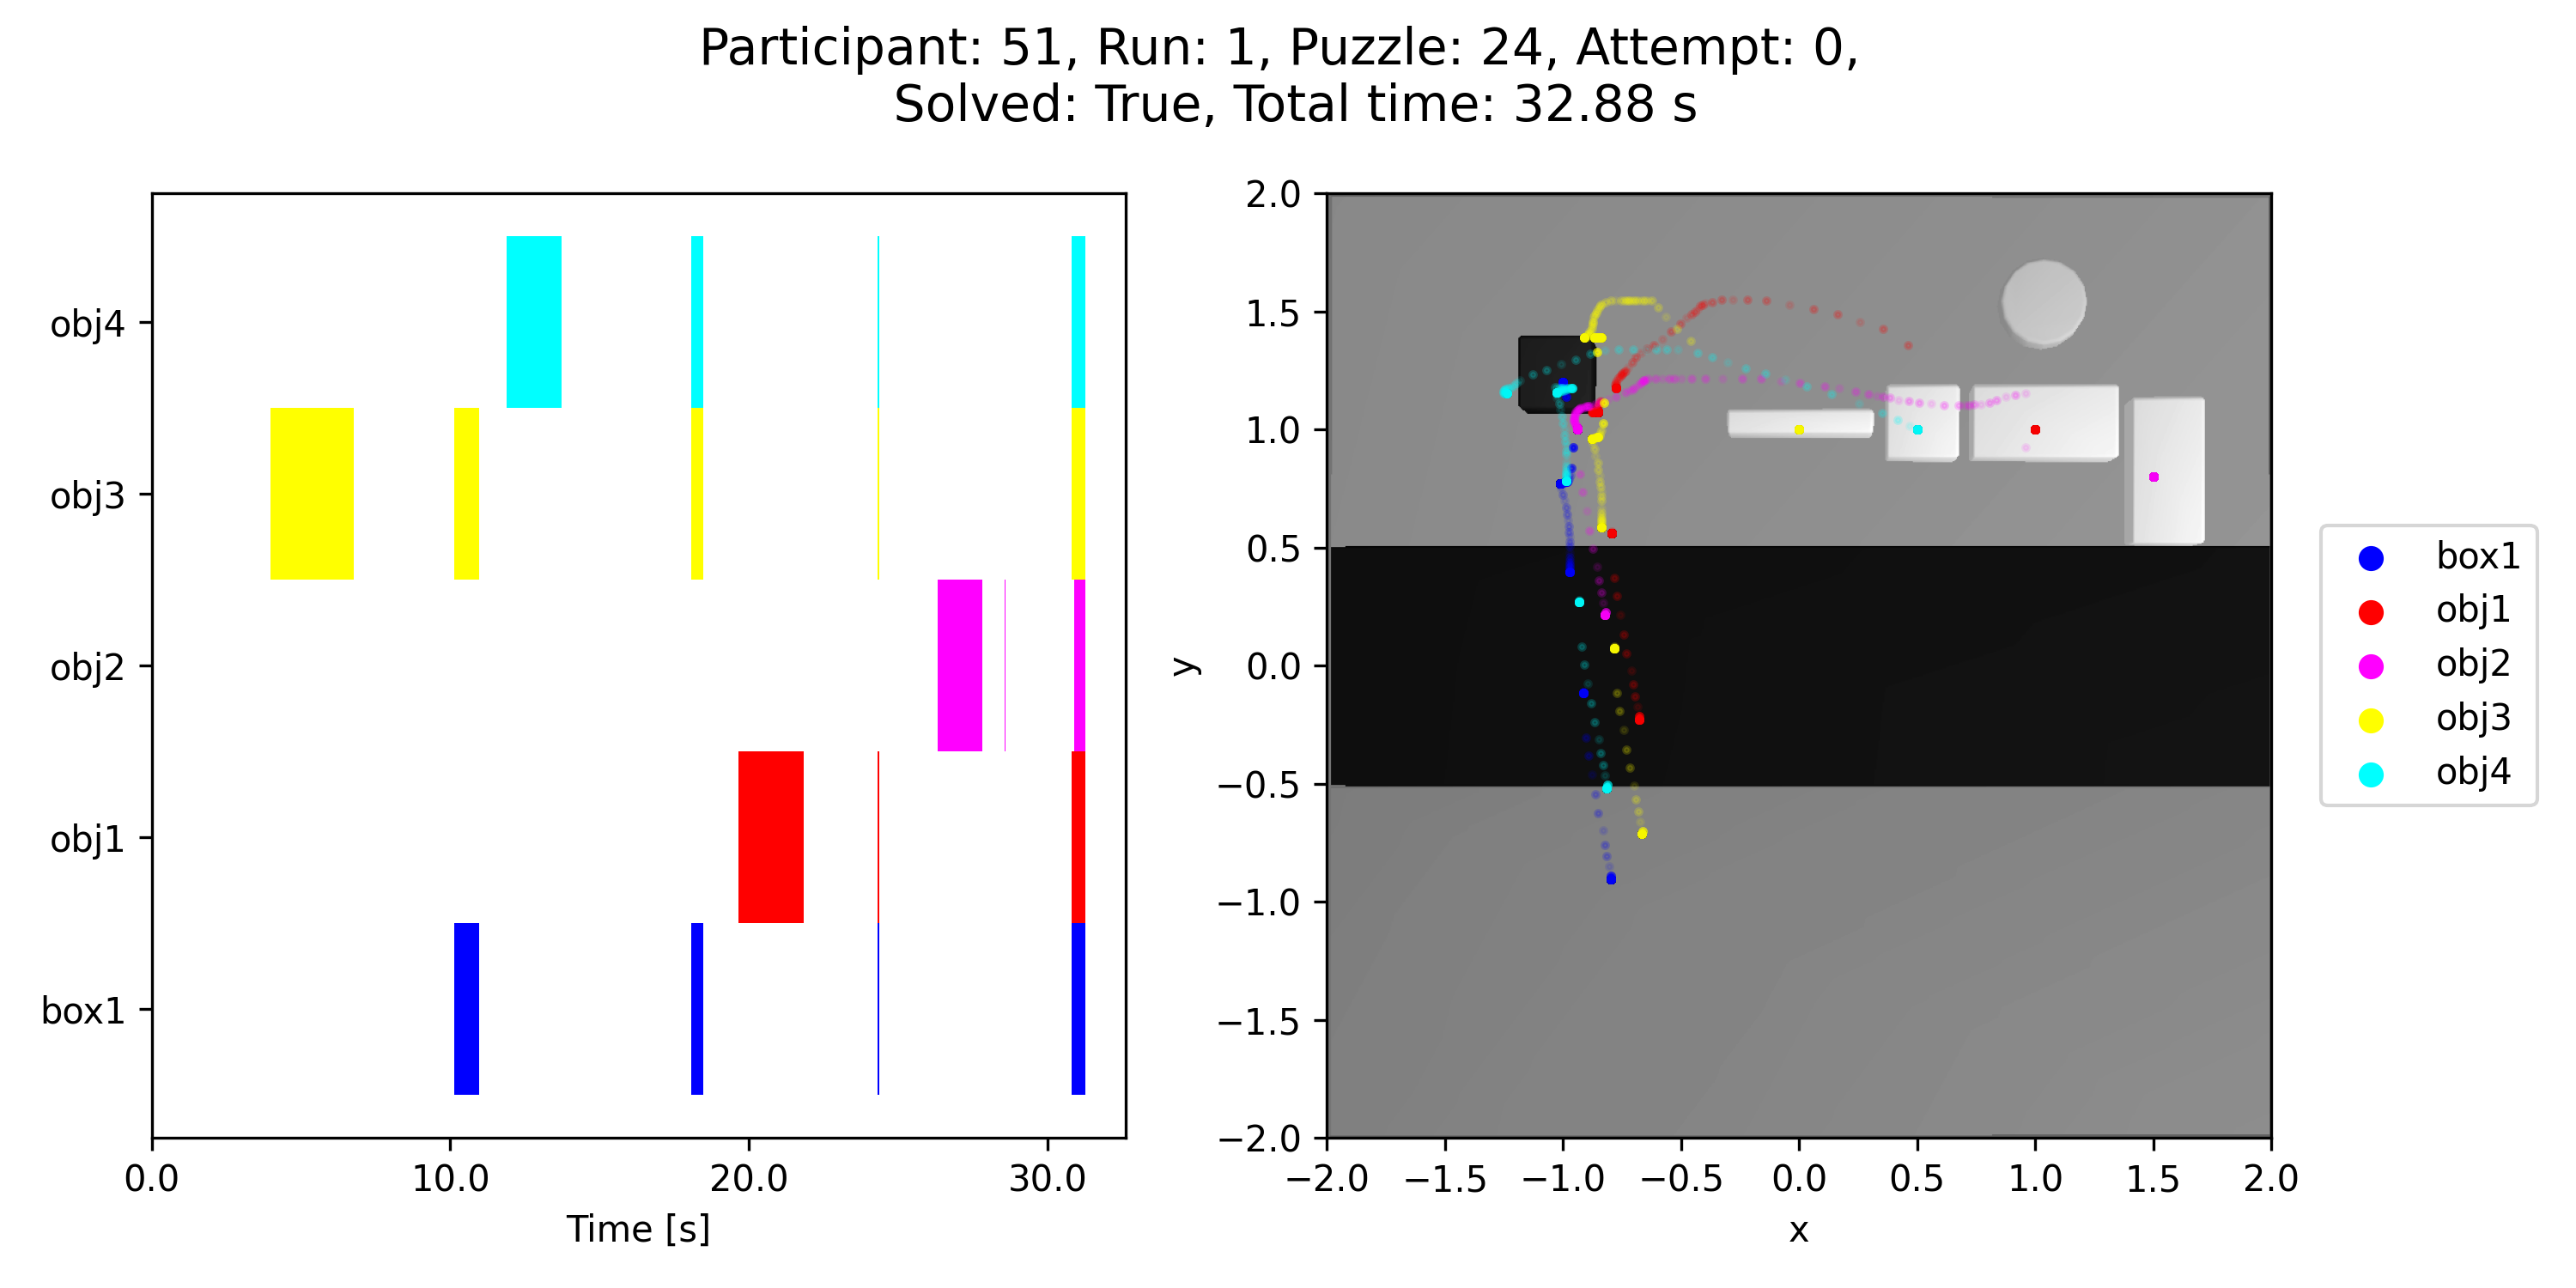 Participant: 51, Run: 1, Puzzle: 24, Attempt: 0,
Solved: True, Total time: 32.88 s
obj4
obj3
obj2
obj1
box1
0.0 10.0 20.0 30.0
Time [s]
2.0
1.5
1.0
0.5
0.0
−0.5
−1.0
−1.5
−2.0
y
−2.0 −1.5 −1.0 −0.5 0.0 0.5 1.0 1.5 2.0
x
box1
obj1
obj2
obj3
obj4